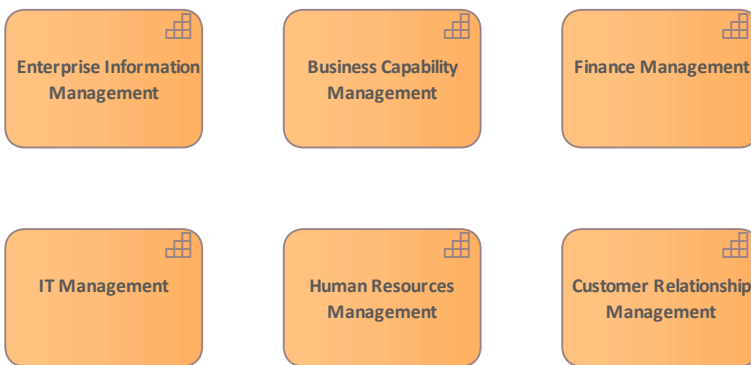 Enterprise Information
Management
Business Capability
Management
Finance Management
IT Management
Human Resources
Management
Customer Relationship
Management